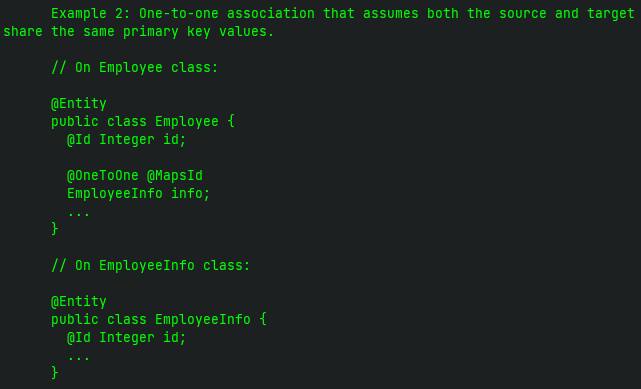 Example 2: One-to-one association that assumes both the source and target
share the same primary key values.
// On Employee class:
@Entity
public class Employee {
@Id Integer id;
@OneToOne @MapsId
EmployeeInfo info;
...
}
// On EmployeeInfo class:
@Entity
public class EmployeeInfo {
@Id Integer id;
...
}